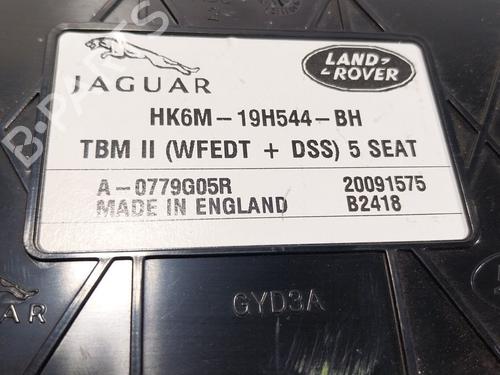 JAGUAR
LAND-
ROVER
HK6M-19H544-BH
TBM II (WFEDT + DSS) 5 SEAT
A-0779G05R 20091575
MADE IN ENGLAND B2418
GYD3A
B-PARTS